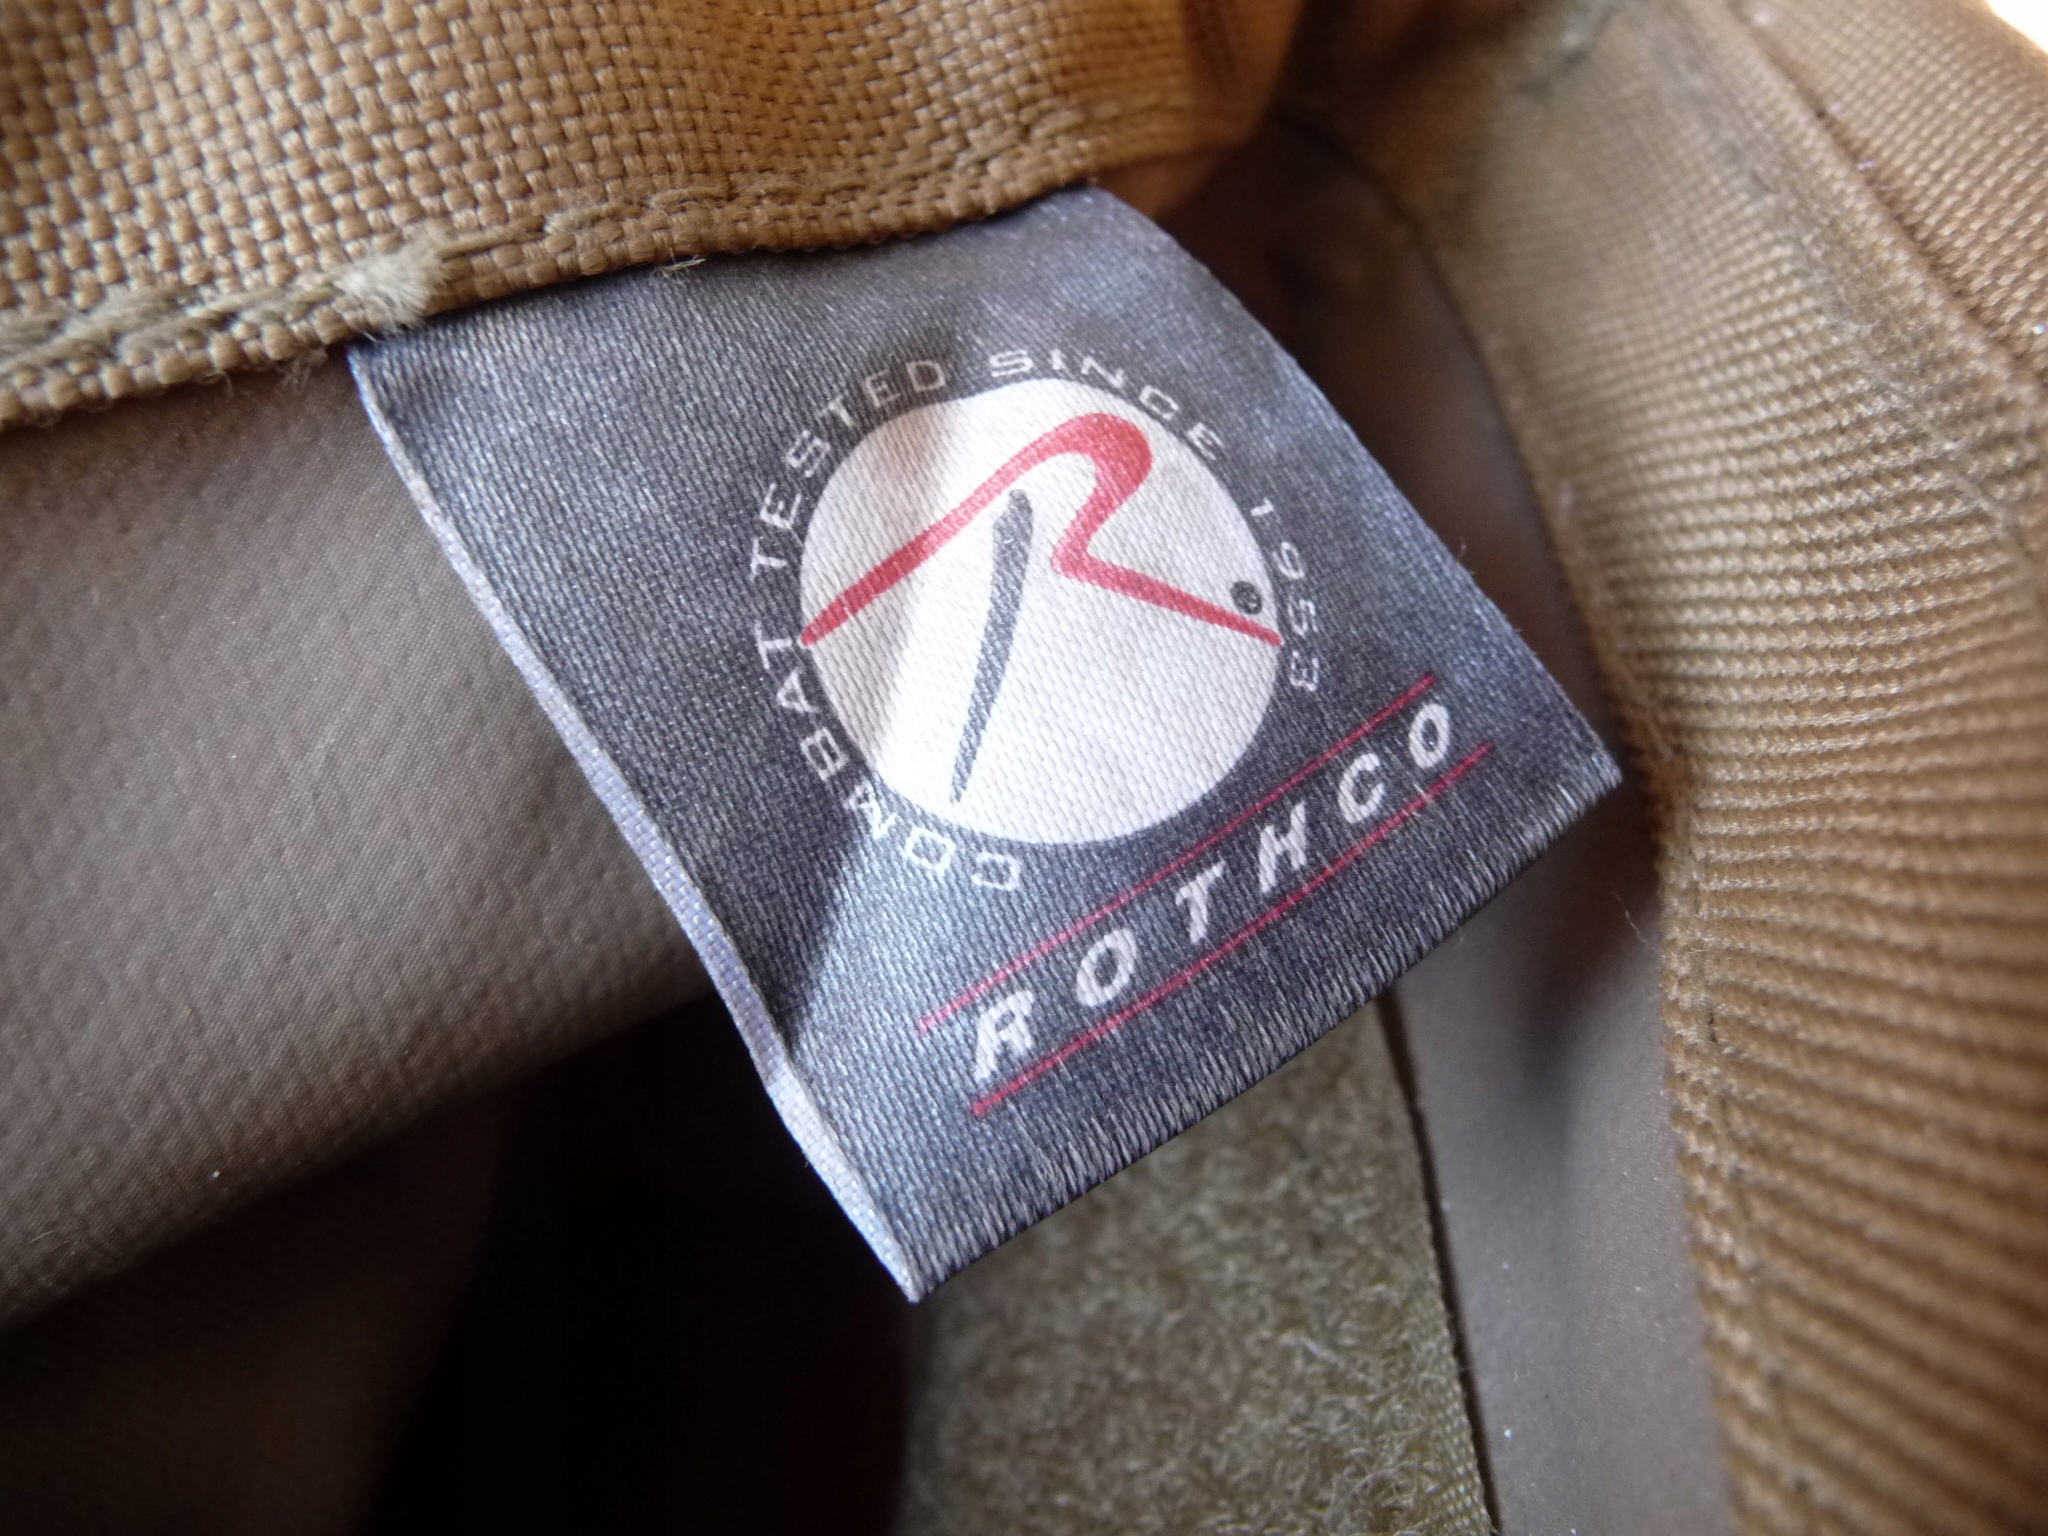 COMBAT TESTED SINCE 1953
R ®
ROTHCO